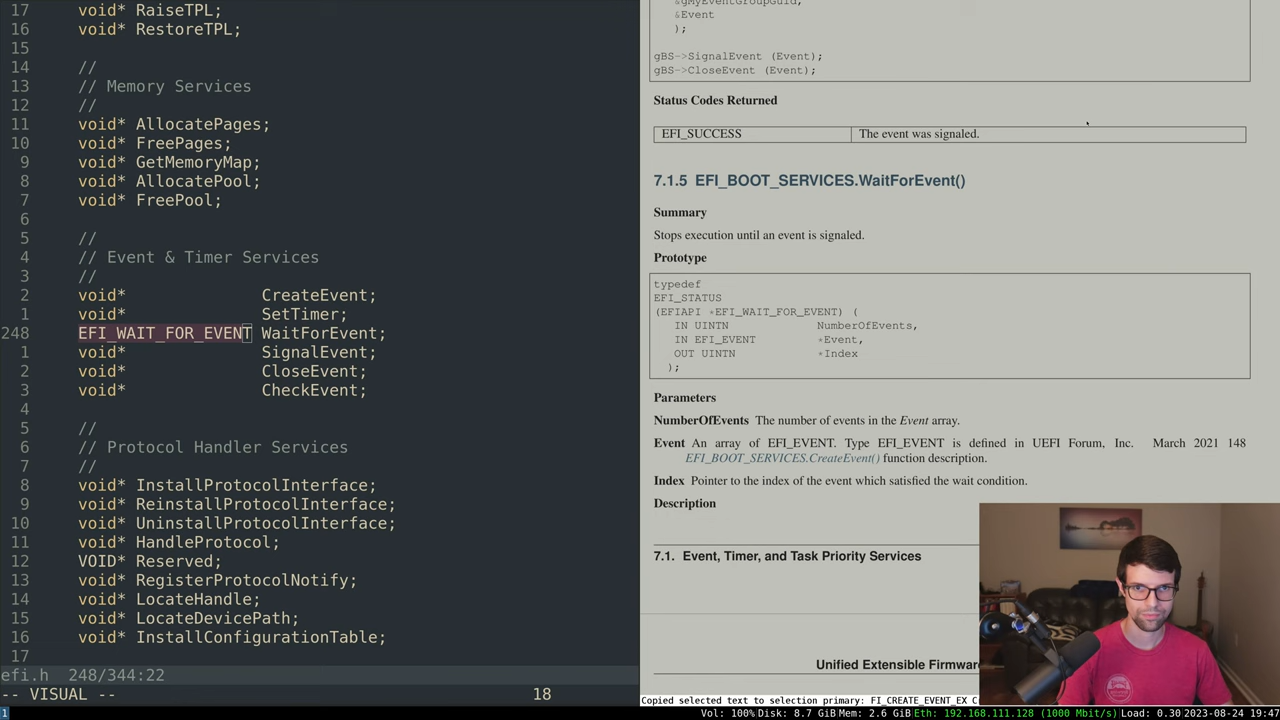 17 void* RaiseTPL;
16 void* RestoreTPL;
15
14 //
13 // Memory Services
12 //
11 void* AllocatePages;
10 void* FreePages;
9 void* GetMemoryMap;
8 void* AllocatePool;
7 void* FreePool;
6
5 //
4 // Event & Timer Services
3 //
2 void* CreateEvent;
1 void* SetTimer;
248 EFI_WAIT_FOR_EVENT WaitForEvent;
1 void* SignalEvent;
2 void* CloseEvent;
3 void* CheckEvent;
4
5 //
6 // Protocol Handler Services
7 //
8 void* InstallProtocolInterface;
9 void* ReinstallProtocolInterface;
10 void* UninstallProtocolInterface;
11 void* HandleProtocol;
12 VOID* Reserved;
13 void* RegisterProtocolNotify;
14 void* LocateHandle;
15 void* LocateDevicePath;
16 void* InstallConfigurationTable;
17
efi.h 248/344:22
-- VISUAL -- 18
&gMyEventGroupGuid,
&Event
);
gBS->SignalEvent (Event);
gBS->CloseEvent (Event);
Status Codes Returned
EFI_SUCCESS The event was signaled.
7.1.5 EFI_BOOT_SERVICES.WaitForEvent()
Summary
Stops execution until an event is signaled.
Prototype
typedef
EFI_STATUS
(EFIAPI *EFI_WAIT_FOR_EVENT) (
IN UINTN NumberOfEvents,
IN EFI_EVENT *Event,
OUT UINTN *Index
);
Parameters
NumberOfEvents The number of events in the Event array.
Event An array of EFI_EVENT. Type EFI_EVENT is defined in UEFI Forum, Inc. March 2021 148
EFI_BOOT_SERVICES.CreateEvent() function description.
Index Pointer to the index of the event which satisfied the wait condition.
Description
7.1. Event, Timer, and Task Priority Services
Unified Extensible Firmwar
Copied selected text to selection primary: FI_CREATE_EVENT_EX C
1 Vol: 100% Disk: 8.7 GiB Mem: 2.6 GiB Eth: 192.168.111.128 (1000 Mbit/s) Load: 0.30 2023-08-24 19:47